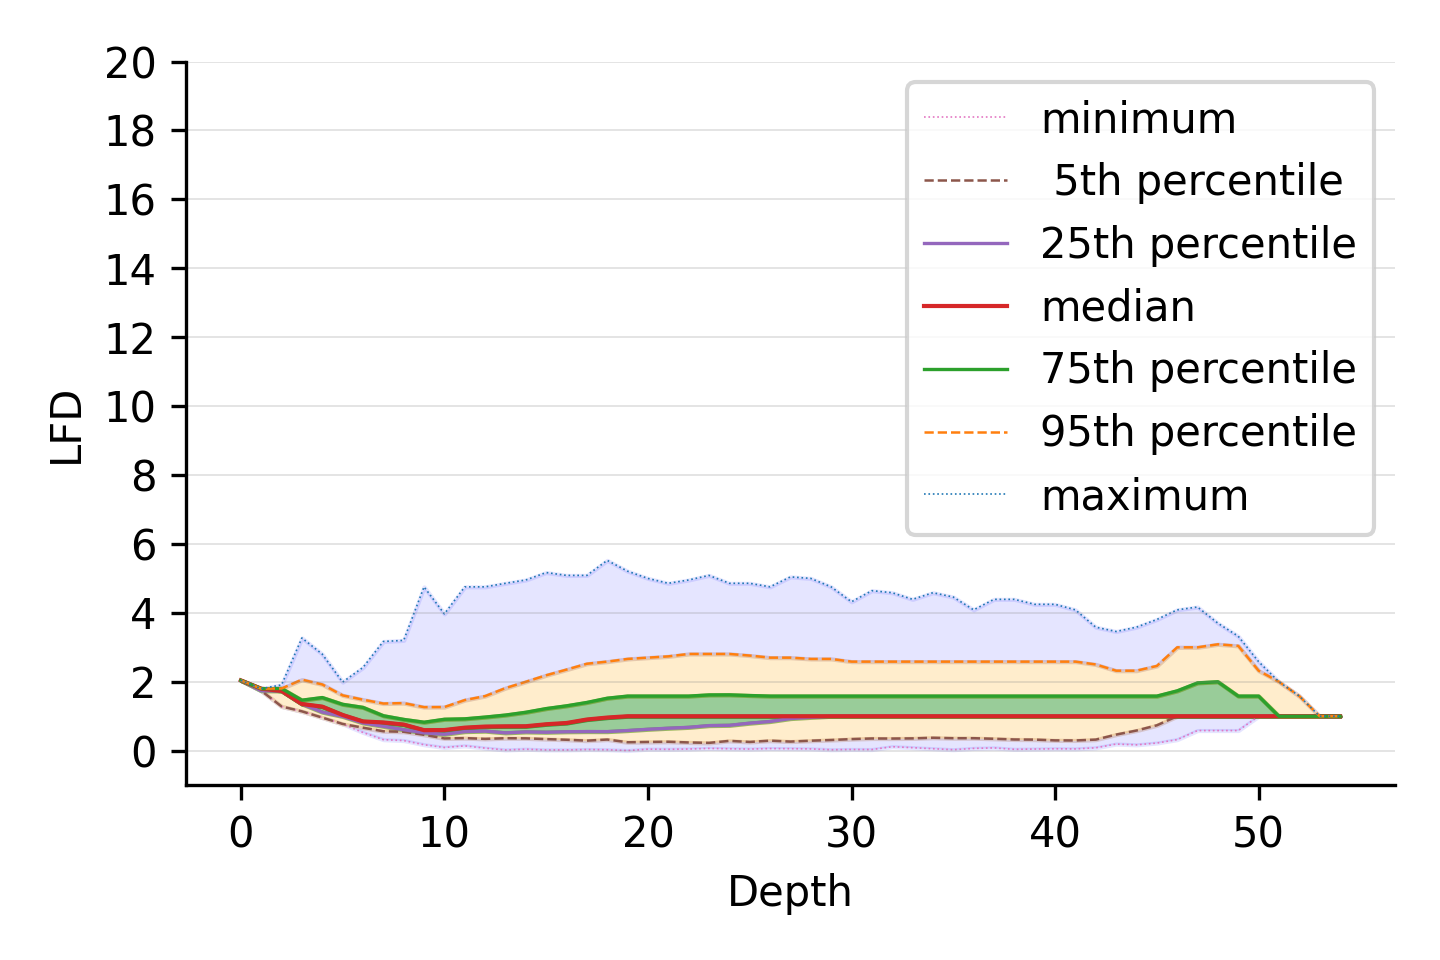 20
18
16
14
12
10
8
6
4
2
0
LFD
minimum
5th percentile
25th percentile
median
75th percentile
95th percentile
maximum
0 10 20 30 40 50
Depth